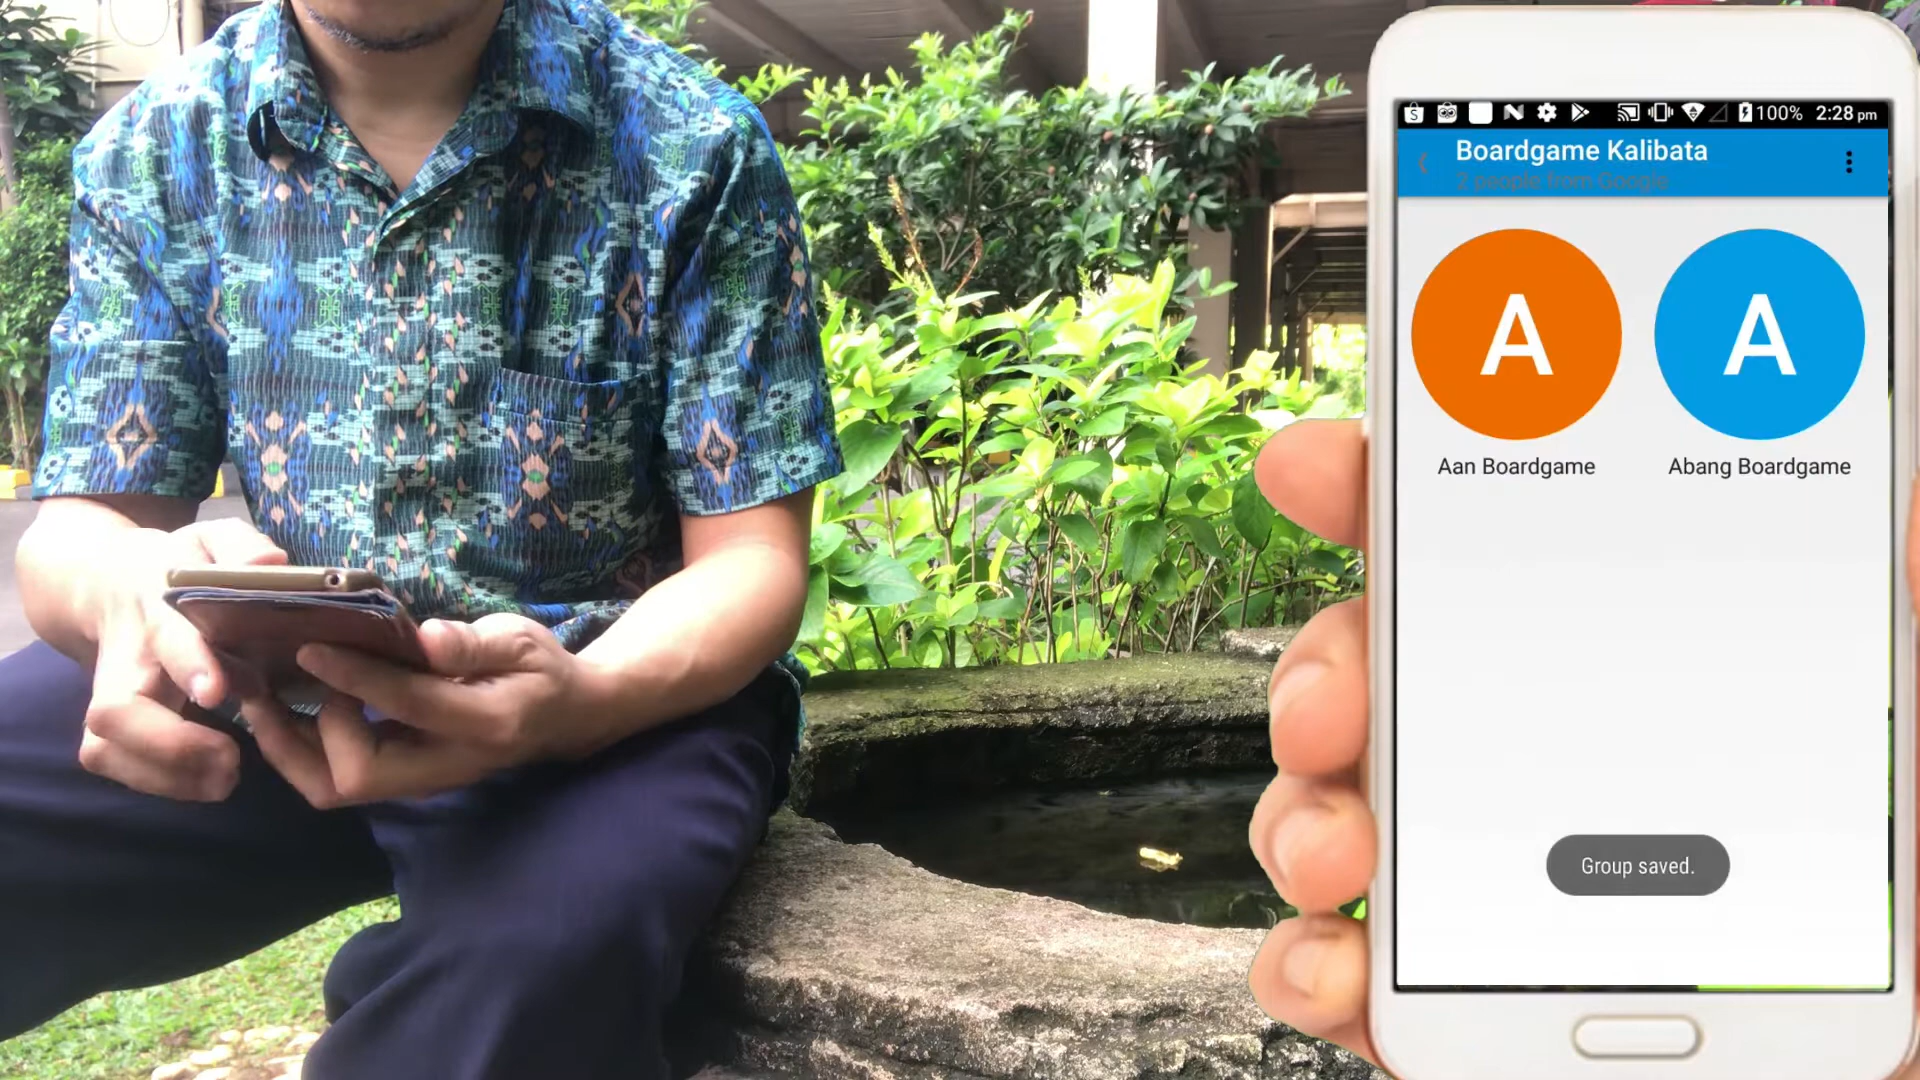 100% 2:28 pm
Boardgame Kalibata
2 people from Google
A A
Aan Boardgame Abang Boardgame
Group saved.